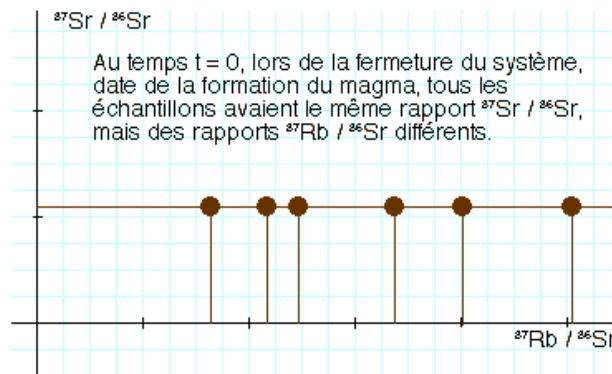 ⁸⁷Sr / ⁸⁶Sr
Au temps t = 0, lors de la fermeture du système,
date de la formation du magma, tous les
échantillons avaient le même rapport ⁸⁷Sr / ⁸⁶Sr,
mais des rapports ⁸⁷Rb / ⁸⁶Sr différents.
⁸⁷Rb / ⁸⁶Sr